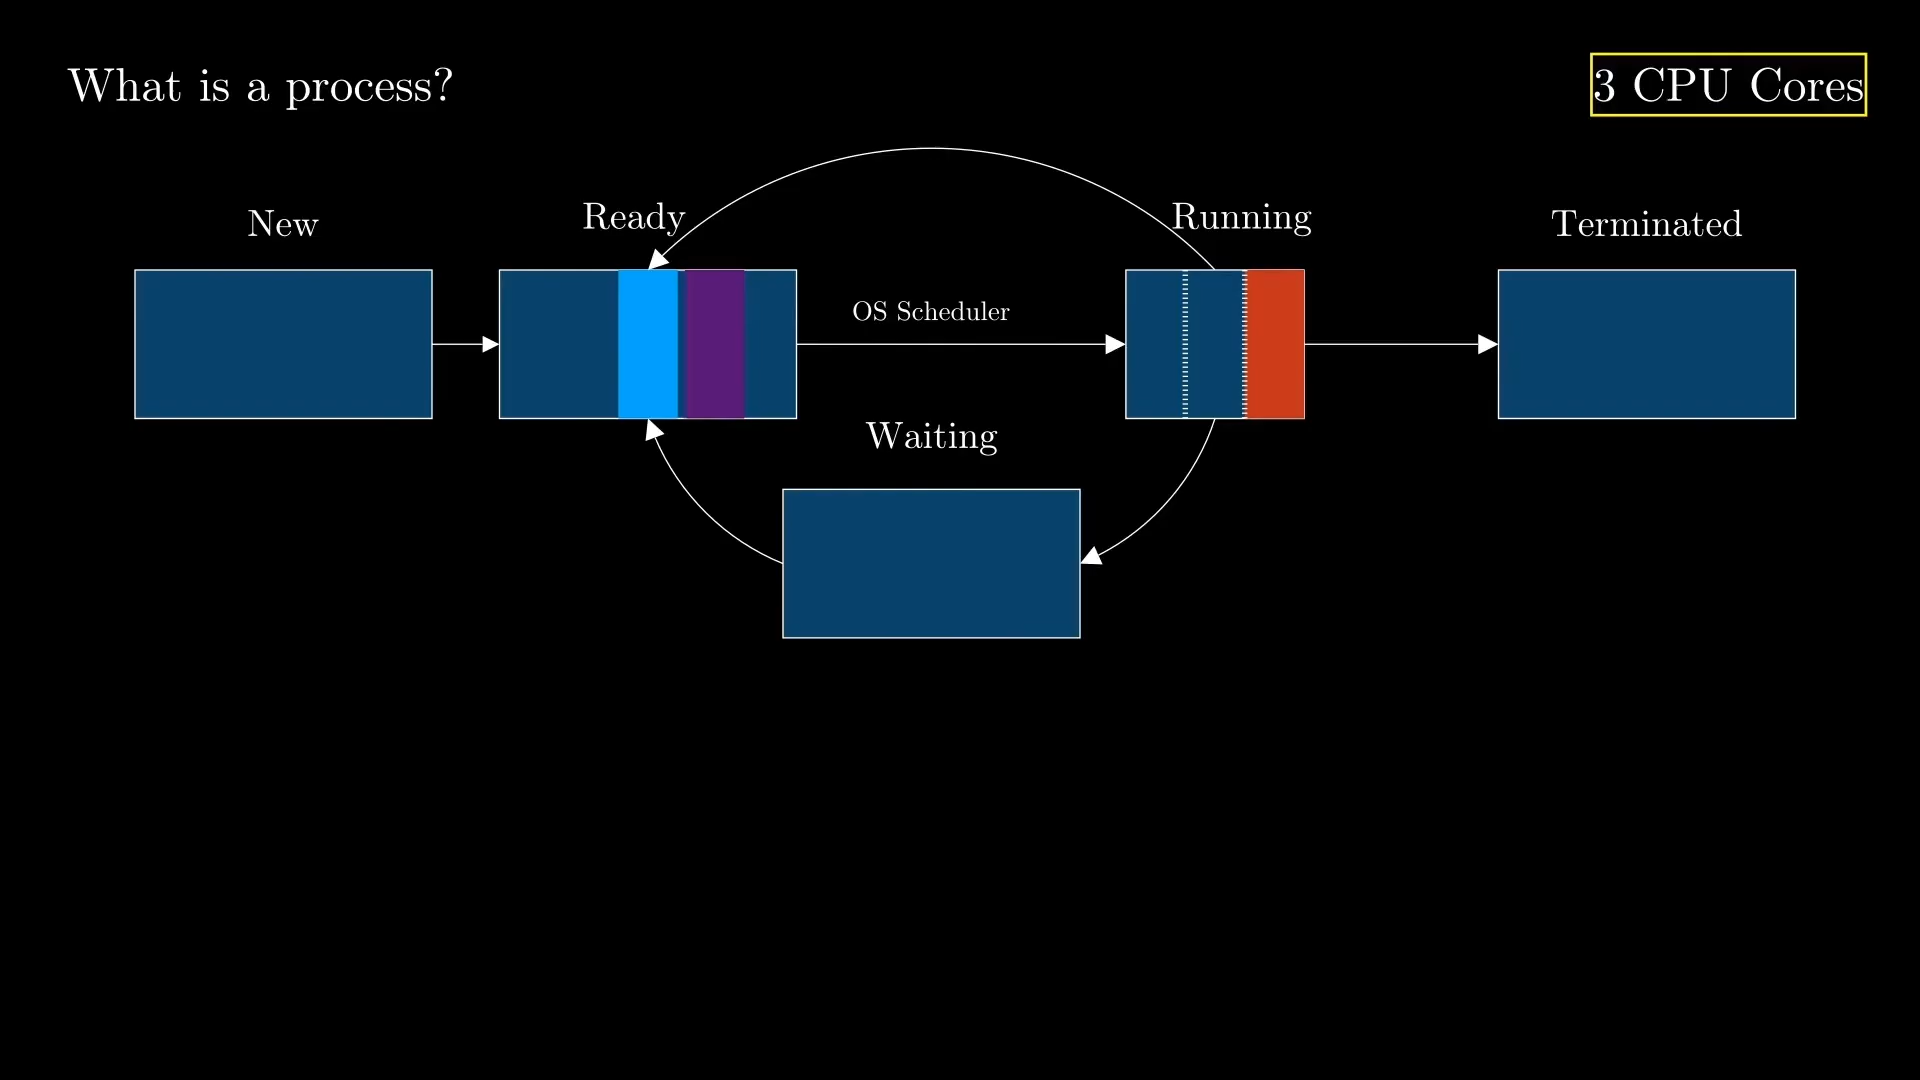 What is a process?
3 CPU Cores
New
Ready
Running
Terminated
OS Scheduler
Waiting